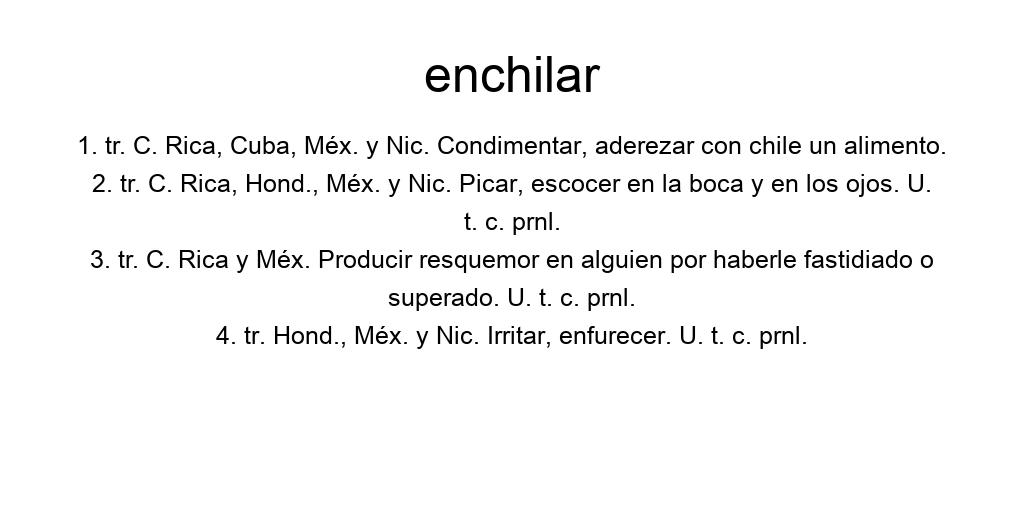 enchilar
1. tr. C. Rica, Cuba, Méx. y Nic. Condimentar, aderezar con chile un alimento.
2. tr. C. Rica, Hond., Méx. y Nic. Picar, escocer en la boca y en los ojos. U.
t. c. prnl.
3. tr. C. Rica y Méx. Producir resquemor en alguien por haberle fastidiado o
superado. U. t. c. prnl.
4. tr. Hond., Méx. y Nic. Irritar, enfurecer. U. t. c. prnl.